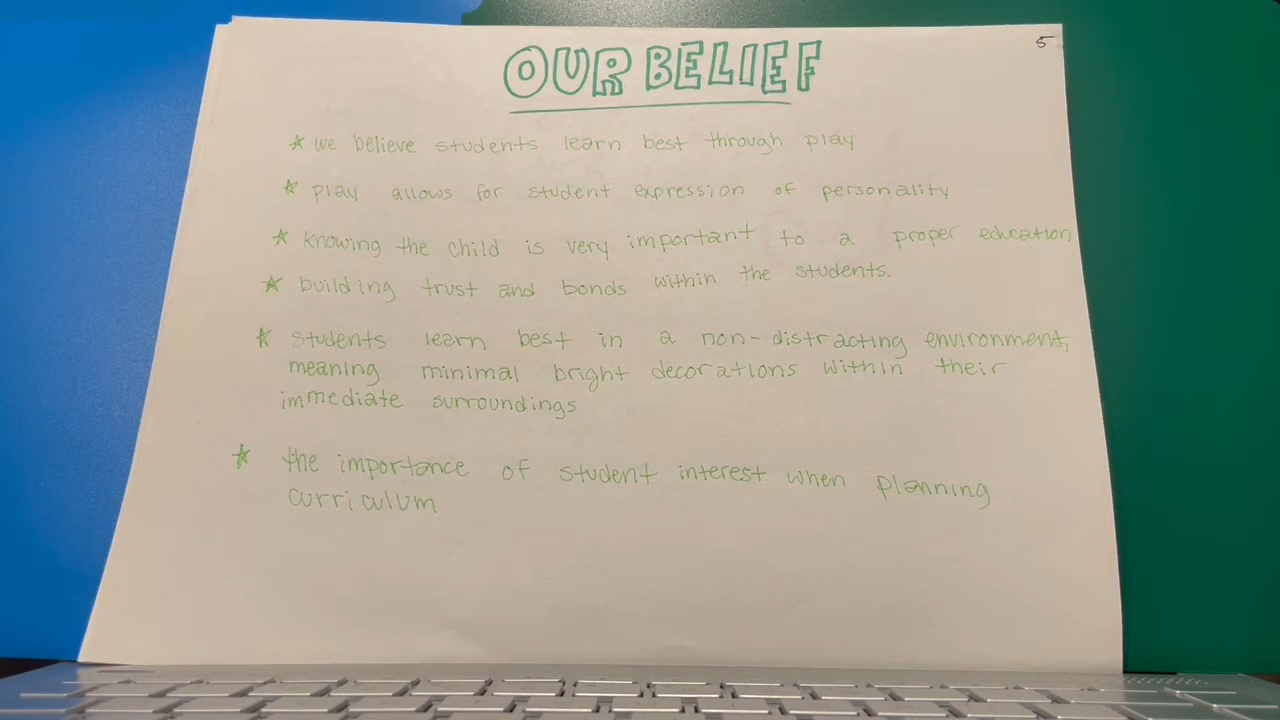 5
OUR BELIEF
☆ we believe students learn best through play
☆ play allows for student expression of personality
☆ knowing the child is very important to a proper education
☆ building trust and bonds within the students.
☆ students learn best in a non-distracting environment,
meaning minimal bright decorations within their
immediate surroundings
☆ the importance of student interest when planning
curriculum